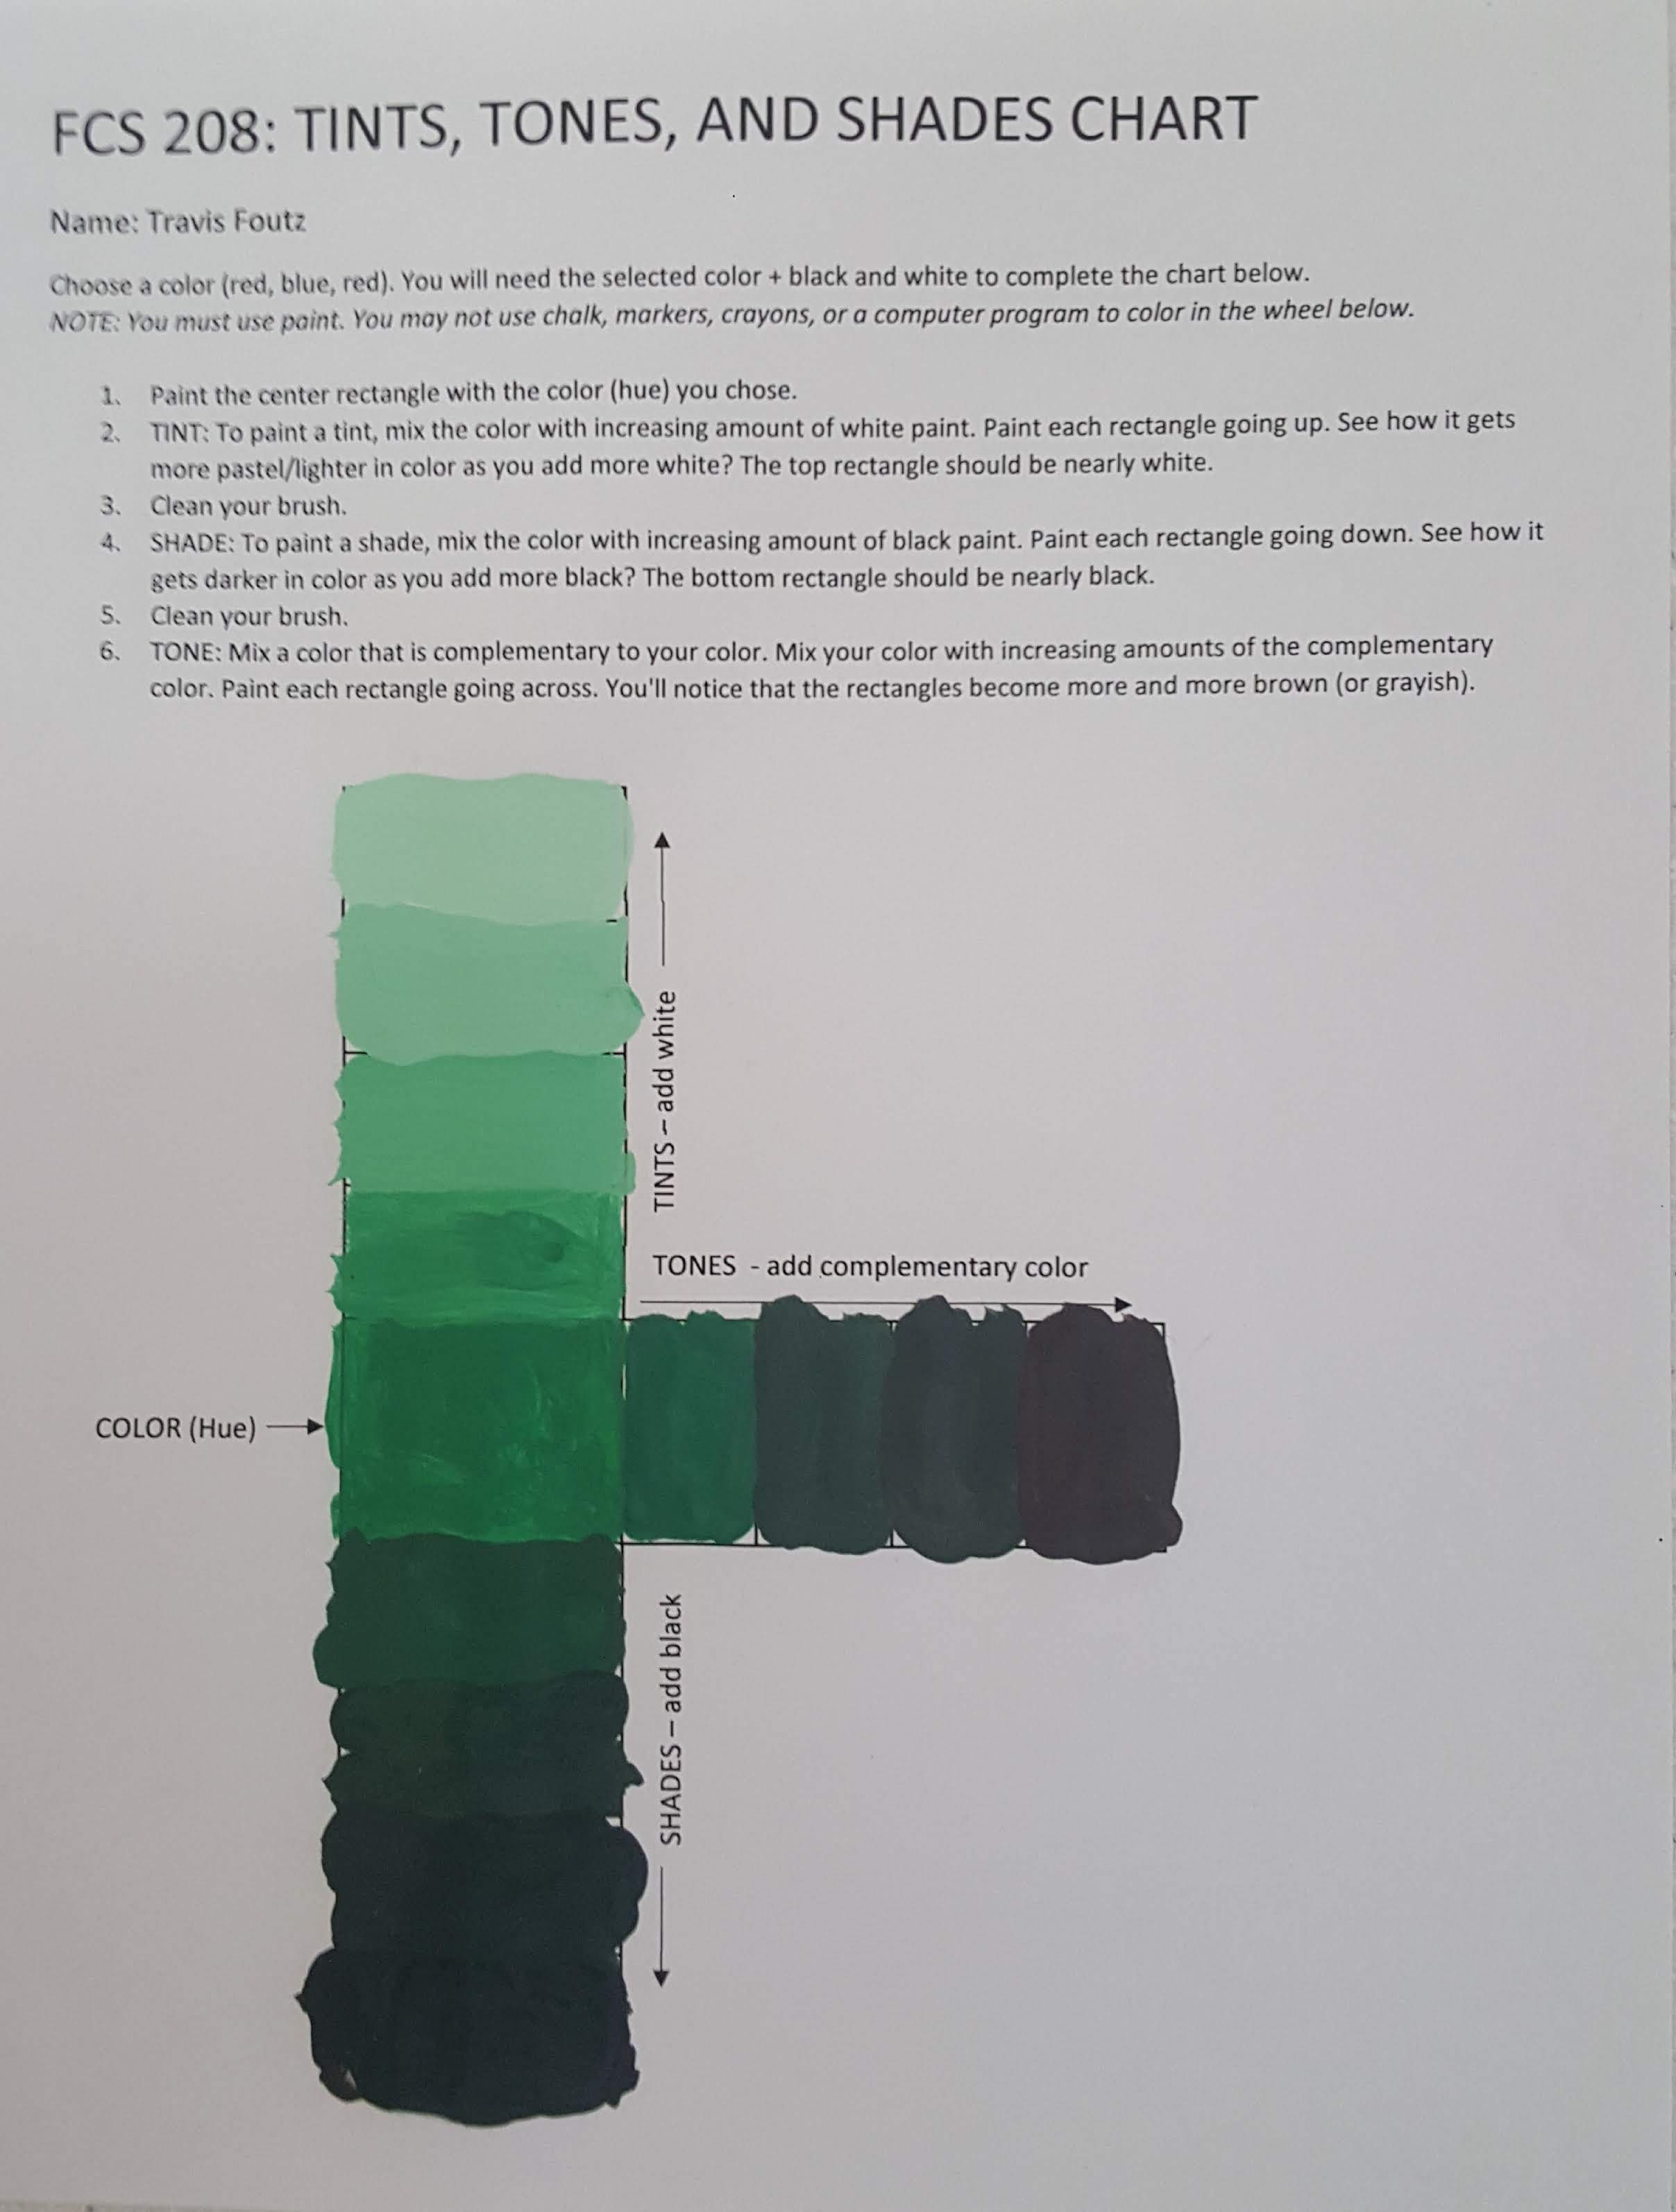 FCS 208: TINTS, TONES, AND SHADES CHART
Name: Travis Foutz
Choose a color (red, blue, red). You will need the selected color + black and white to complete the chart below.
NOTE: You must use paint. You may not use chalk, markers, crayons, or a computer program to color in the wheel below.
1. Paint the center rectangle with the color (hue) you chose.
2. TINT: To paint a tint, mix the color with increasing amount of white paint. Paint each rectangle going up. See how it gets
more pastel/lighter in color as you add more white? The top rectangle should be nearly white.
3. Clean your brush.
4. SHADE: To paint a shade, mix the color with increasing amount of black paint. Paint each rectangle going down. See how it
gets darker in color as you add more black? The bottom rectangle should be nearly black.
5. Clean your brush.
6. TONE: Mix a color that is complementary to your color. Mix your color with increasing amounts of the complementary
color. Paint each rectangle going across. You'll notice that the rectangles become more and more brown (or grayish).
TINTS – add white
TONES - add complementary color
COLOR (Hue)
SHADES – add black